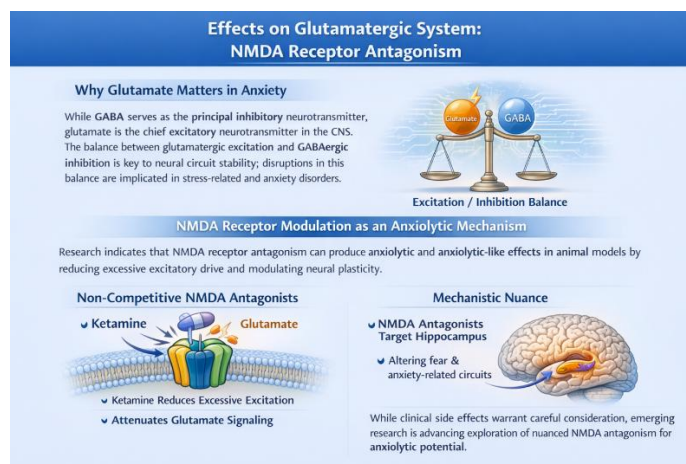 Effects on Glutamatergic System:
NMDA Receptor Antagonism
Why Glutamate Matters in Anxiety
While GABA serves as the principal inhibitory neurotransmitter,
glutamate is the chief excitatory neurotransmitter in the CNS.
The balance between glutamatergic excitation and GABAergic
inhibition is key to neural circuit stability; disruptions in this
balance are implicated in stress-related and anxiety disorders.
Glutamate
GABA
Excitation / Inhibition Balance
NMDA Receptor Modulation as an Anxiolytic Mechanism
Research indicates that NMDA receptor antagonism can produce anxiolytic and anxiolytic-like effects in animal models by
reducing excessive excitatory drive and modulating neural plasticity.
Non-Competitive NMDA Antagonists
Ketamine
Glutamate
Ketamine Reduces Excessive Excitation
Attenuates Glutamate Signaling
Mechanistic Nuance
NMDA Antagonists
Target Hippocampus
Altering fear &
anxiety-related circuits
While clinical side effects warrant careful consideration, emerging
research is advancing exploration of nuanced NMDA antagonism for
anxiolytic potential.